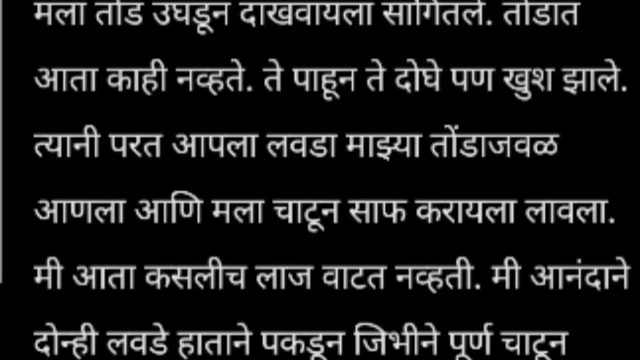 मला तोंड उघडून दाखवायला सांगितले. तोंडात
आता काही नव्हते. ते पाहून ते दोघे पण खुश झाले.
त्यानी परत आपला लवडा माझ्या तोंडाजवळ
आणला आणि मला चाटून साफ करायला लावला.
मी आता कसलीच लाज वाटत नव्हती. मी आनंदाने
दोन्ही लवडे हाताने पकडून जिभीने पूर्ण चाटून